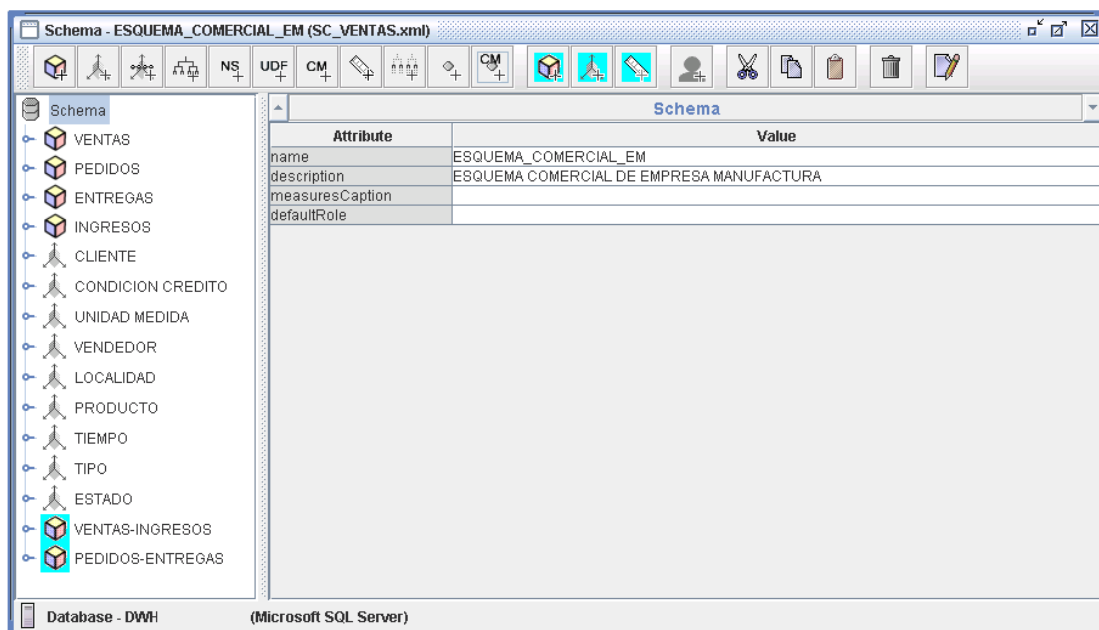 Schema - ESQUEMA_COMERCIAL_EM (SC_VENTAS.xml)
NS UDF CM CM
Schema
VENTAS
PEDIDOS
ENTREGAS
INGRESOS
CLIENTE
CONDICION CREDITO
UNIDAD MEDIDA
VENDEDOR
LOCALIDAD
PRODUCTO
TIEMPO
TIPO
ESTADO
VENTAS-INGRESOS
PEDIDOS-ENTREGAS
Schema
Attribute Value
name ESQUEMA_COMERCIAL_EM
description ESQUEMA COMERCIAL DE EMPRESA MANUFACTURA
measuresCaption
defaultRole
Database - DWH (Microsoft SQL Server)